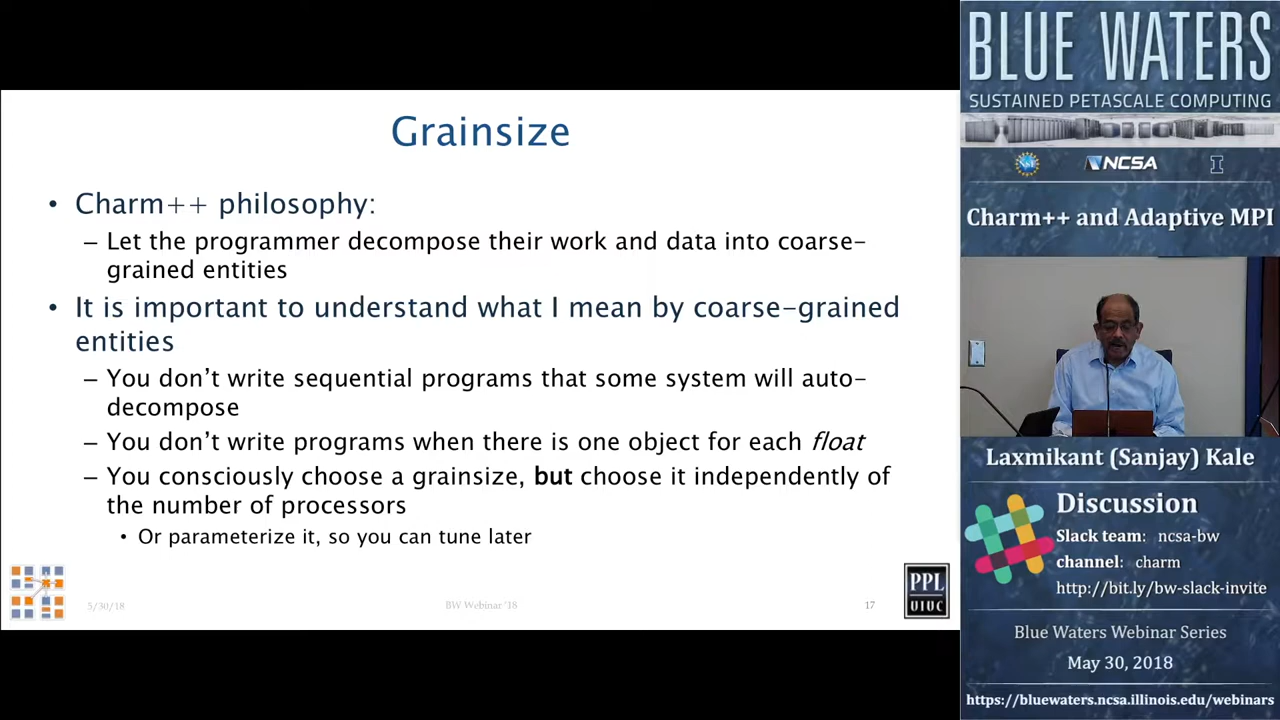 Grainsize
• Charm++ philosophy:
– Let the programmer decompose their work and data into coarse-
grained entities
• It is important to understand what I mean by coarse-grained
entities
– You don't write sequential programs that some system will auto-
decompose
– You don't write programs when there is one object for each float
– You consciously choose a grainsize, but choose it independently of
the number of processors
• Or parameterize it, so you can tune later
5/30/18
BW Webinar '18
17
PPL
UIUC
BLUE WATERS
SUSTAINED PETASCALE COMPUTING
NCSA
I
Charm++ and Adaptive MPI
Laxmikant (Sanjay) Kale
Discussion
Slack team: ncsa-bw
channel: charm
http://bit.ly/bw-slack-invite
Blue Waters Webinar Series
May 30, 2018
https://bluewaters.ncsa.illinois.edu/webinars